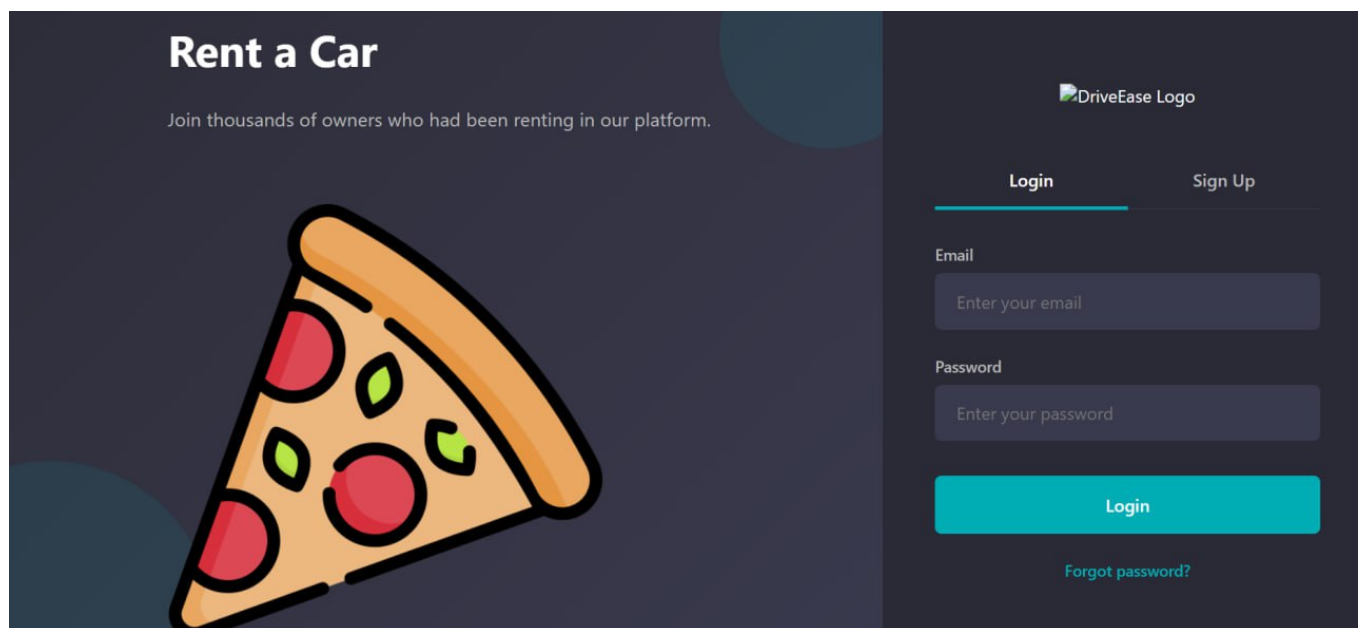 Rent a Car
Join thousands of owners who had been renting in our platform.
DriveEase Logo
Login
Sign Up
Email
Enter your email
Password
Enter your password
Login
Forgot password?